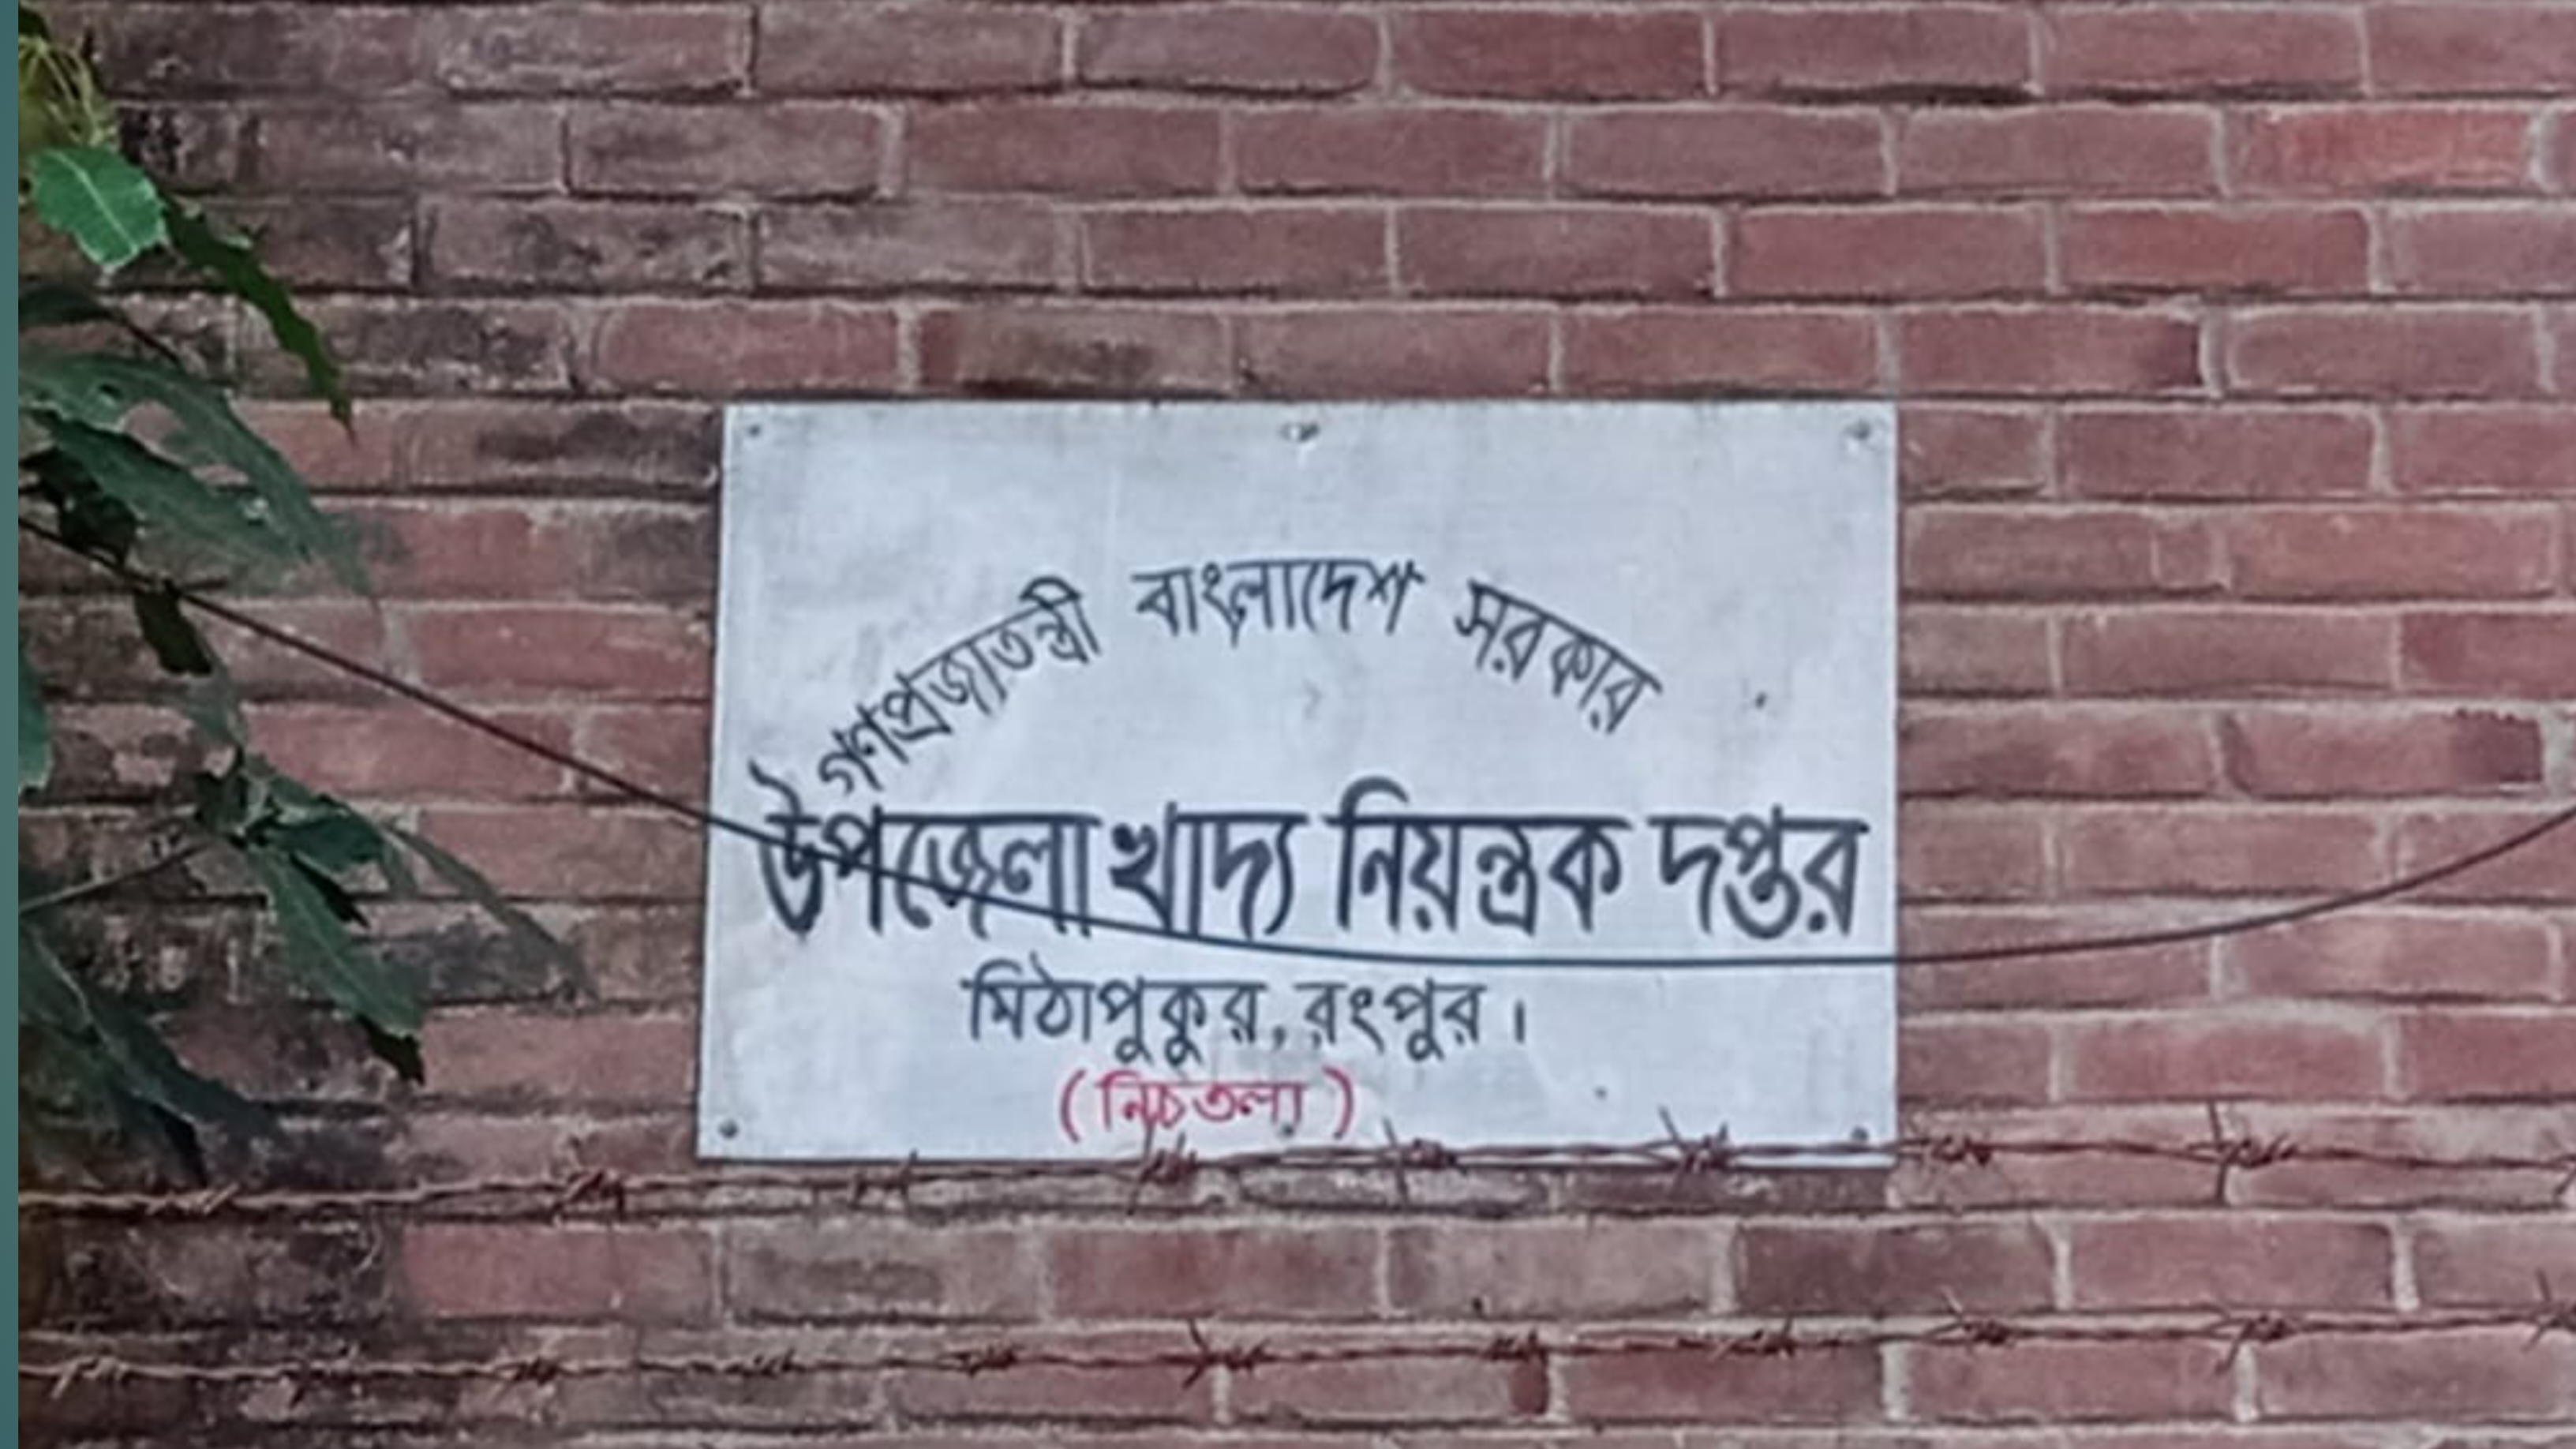 গণপ্রজাতন্ত্রী বাংলাদেশ সরকার
উপজেলা খাদ্য নিয়ন্ত্রক দপ্তর
মিঠাপুকুর, রংপুর।
(নিচতলা)